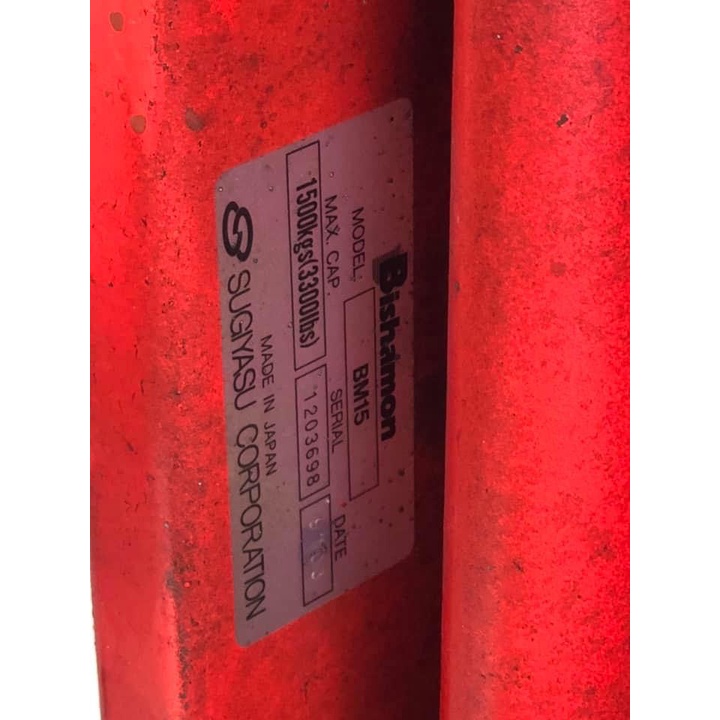 Bishamon
MODEL: BM15
MAX. CAP. SERIAL DATE
1500kgs(3300lbs) 1203698
MADE IN JAPAN
SUGIYASU CORPORATION